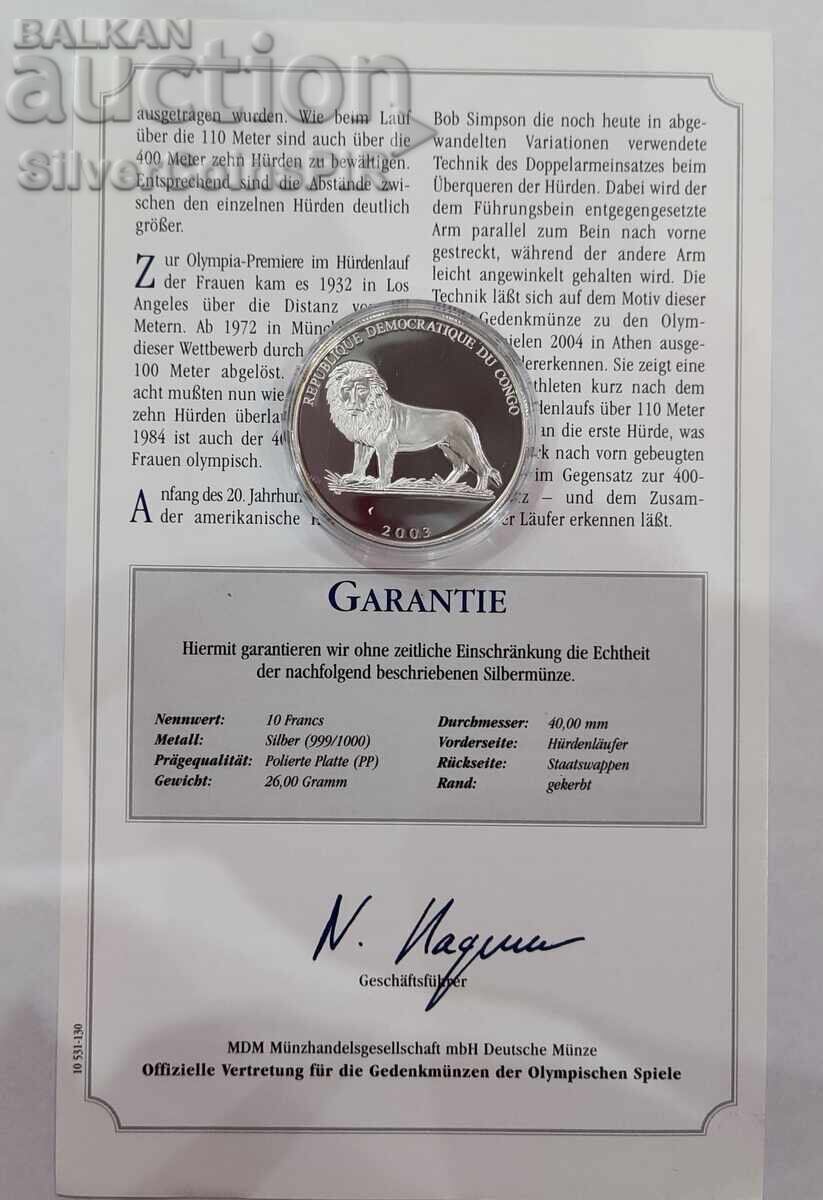 BALKAN
auction
SilverCoinsPR
ausgetragen wurden. Wie beim Lauf
über die 110 Meter sind auch über die
400 Meter zehn Hürden zu bewältigen.
Entsprechend sind die Abstände zwi-
schen den einzelnen Hürden deutlich
größer.
Zur Olympia-Premiere im Hürdenlauf
der Frauen kam es 1932 in Los
Angeles über die Distanz
Metern. Ab 1972 in
dieser Wettbewerb durch
100 Meter abgelöst.
acht mußten nun
zehn Hürden
1984 ist auch der
Frauen olympisch.
Anfang des 20.
der amerikanische
Bob Simpson die noch heute in abge-
wandelten Variationen verwendete
Technik des Doppelarmeinsatzes beim
Überqueren der Hürden. Dabei wird der
dem Führungsbein entgegengesetzte
Arm parallel zum Bein nach vorne
gestreckt, während der andere Arm
leicht angewinkelt gehalten wird. Die
Technik läßt sich auf dem Motiv dieser
Gedenkmünze zu den Olym-
2004 in Athen ausge-
Sie zeigt eine
kurz nach dem
über 110 Meter
an die erste Hürde, was
nach vorn gebeugten
im Gegensatz zur 400-
– und dem Zusam-
Läufer erkennen läßt.
REPUBLIQUE DEMOCRATIQUE DU CONGO
2003
GARANTIE
Hiermit garantieren wir ohne zeitliche Einschränkung die Echtheit
der nachfolgend beschriebenen Silbermünze.
Nennwert: 10 Francs
Metall: Silber (999/1000)
Prägequalität: Polierte Platte (PP)
Gewicht: 26,00 Gramm
Durchmesser: 40,00 mm
Vorderseite: Hürdenläufer
Rückseite: Staatswappen
Rand: gekerbt
Geschäftsführer
MDM Münzhandelsgesellschaft mbH Deutsche Münze
Offizielle Vertretung für die Gedenkmünzen der Olympischen Spiele
10 531-130